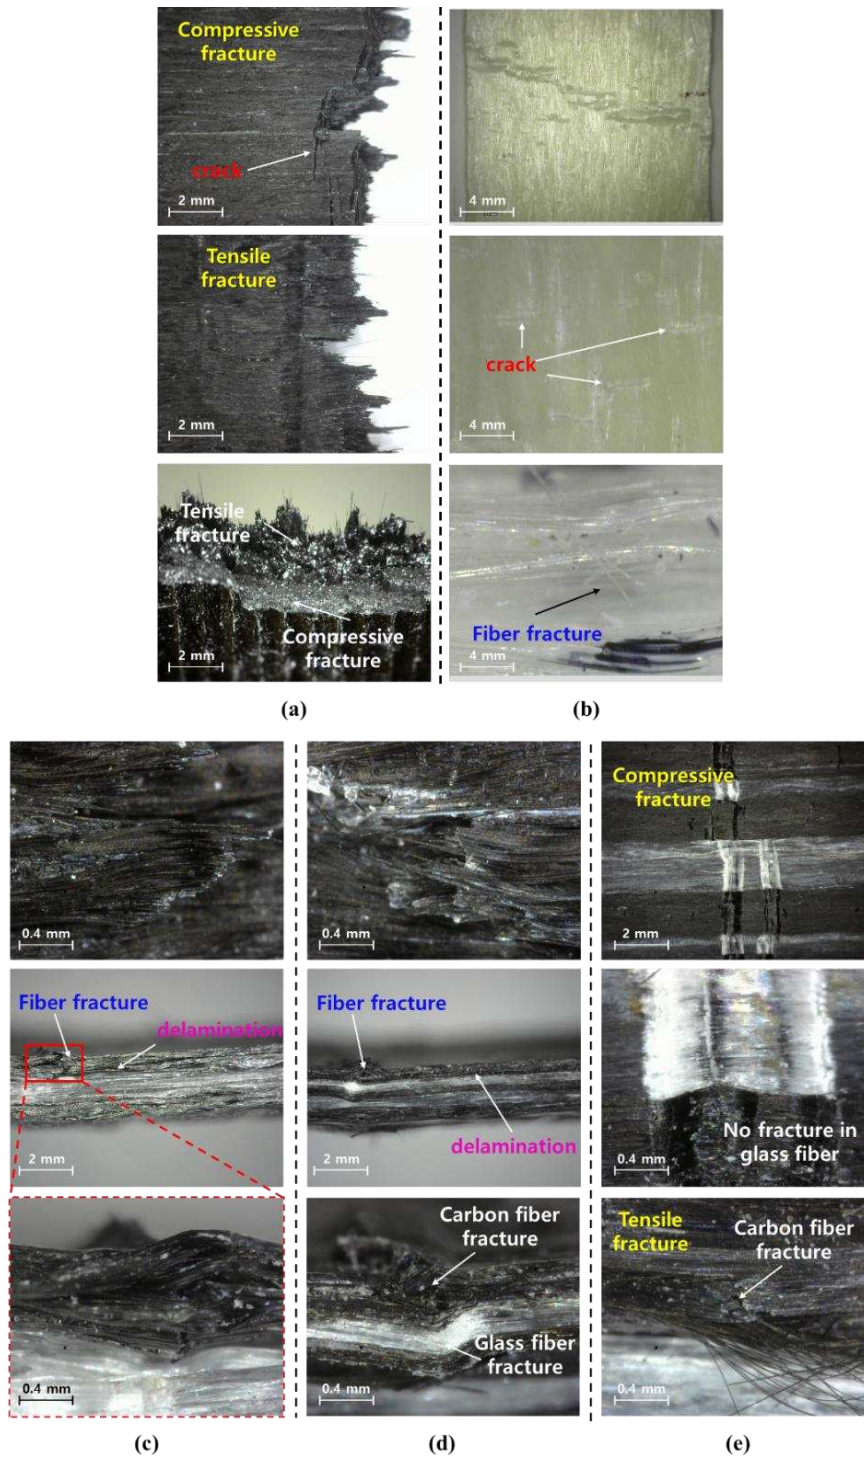 Compressive
fracture
crack
2 mm
Tensile
fracture
2 mm
Tensile
fracture
Compressive
fracture
2 mm
(a)
4 mm
crack
4 mm
Fiber fracture
4 mm
(b)
0.4 mm
Fiber fracture
delamination
2 mm
0.4 mm
(c)
0.4 mm
Fiber fracture
delamination
2 mm
Carbon fiber
fracture
Glass fiber
fracture
0.4 mm
(d)
Compressive
fracture
2 mm
No fracture in
glass fiber
0.4 mm
Tensile
fracture
Carbon fiber
fracture
0.4 mm
(e)